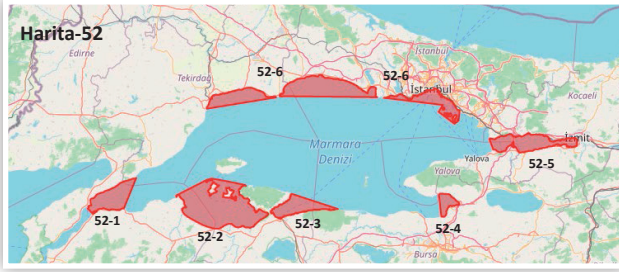 Harita-52
Edirne
İstanbul
52-6
52-6
Tekirdağ
İstanbul
Kocaeli
Marmara
Denizi
İzmit
Yalova
52-5
Yalova
52-1
52-2
52-3
52-4
Bursa